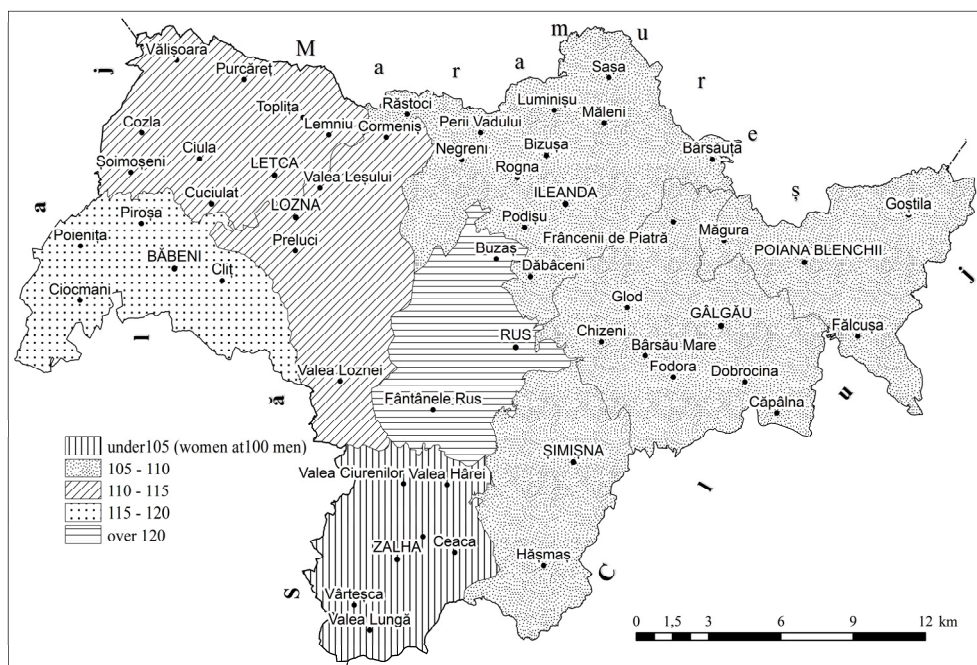 M a r a m u r e ș
S ă l a j
C l u j
Vălișoara
Purcăreț
Toplița
Lemniu
Cozla
Ciula
Șoimoșeni
LETCA
Cuciulat
Valea Leșului
LOZNA
Preluci
Cormeniș
Răstoci
Perii Vadului
Negreni
Luminișu
Sașa
Măleni
Bizușa
Rogna
ILEANDA
Podișu
Bârsăuța
Frâncenii de Piatră
Măgura
Goștila
POIANA BLENCHII
Piroșa
Poienița
BĂBENI
Cliț
Ciocmani
Buzaș
Dăbâceni
Glod
GÂLGĂU
Fălcușa
RUS
Chizeni
Bârsău Mare
Fodora
Dobrocina
Căpâlna
Valea Loznei
Fântânele Rus
ȘIMIȘNA
Valea Ciurenilor
Valea Hârei
ZALHA
Ceaca
Hășmaș
Vârteșca
Valea Lungă
under105 (women at100 men)
105 - 110
110 - 115
115 - 120
over 120
0 1,5 3 6 9 12 km